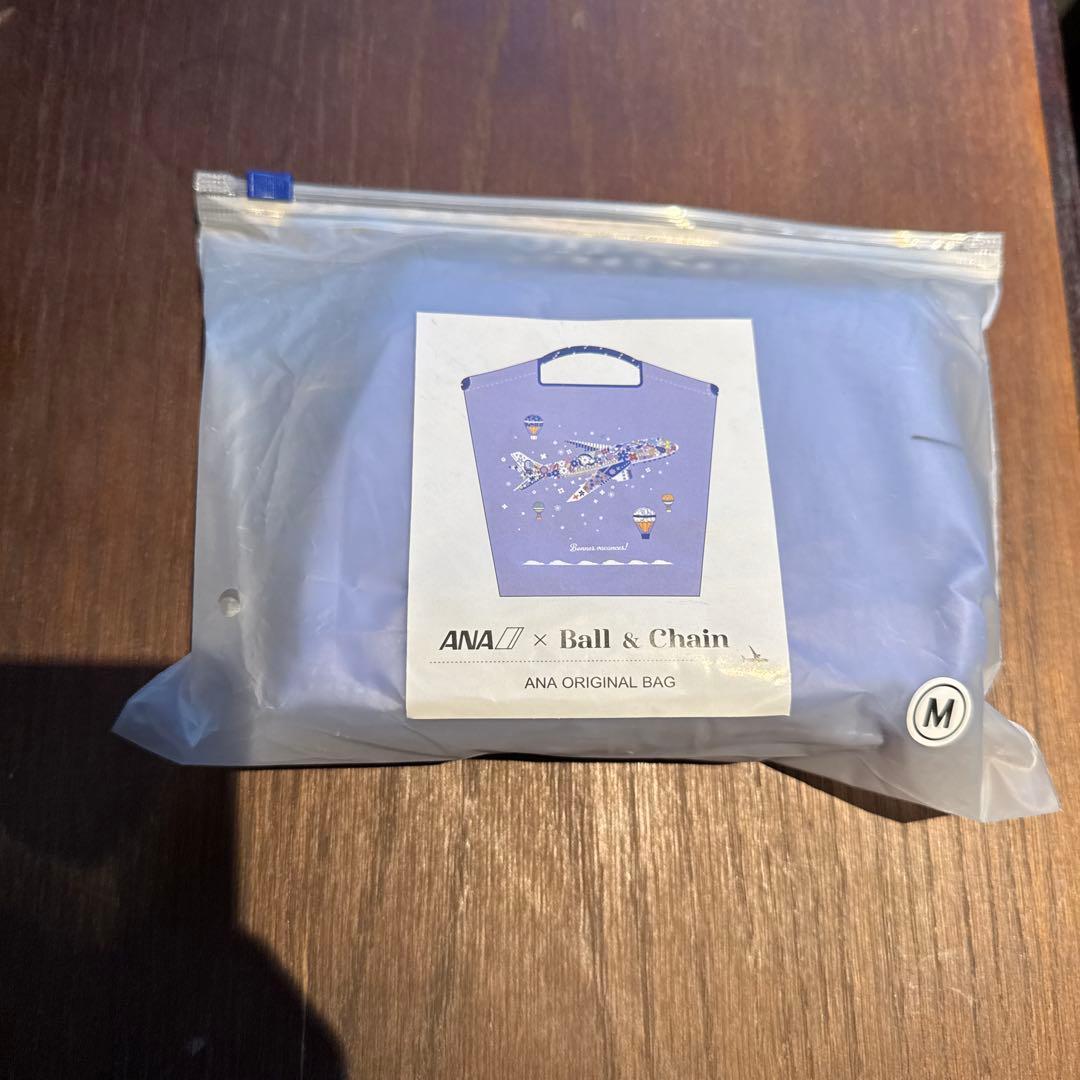 Bonnes vacances!
ANA × Ball & Chain
ANA ORIGINAL BAG
M